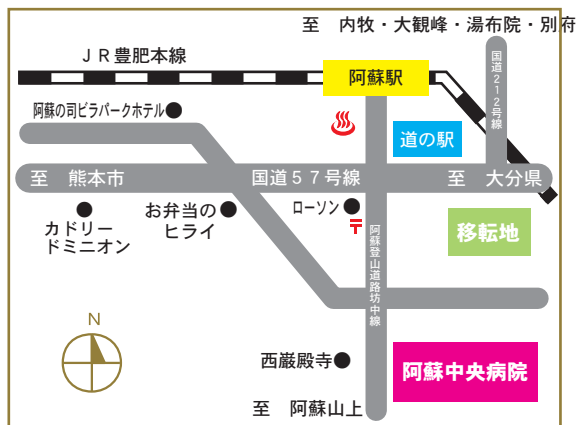 至 内牧・大観峰・湯布院・別府
JR豊肥本線
阿蘇駅
国道212号線
阿蘇の司ビラパークホテル
道の駅
至 熊本市
国道57号線
至 大分県
カドリー
ドミニオン
お弁当の
ヒライ
ローソン
〒
移転地
阿蘇登山道路坊中線
N
西巌殿寺
阿蘇中央病院
至 阿蘇山上